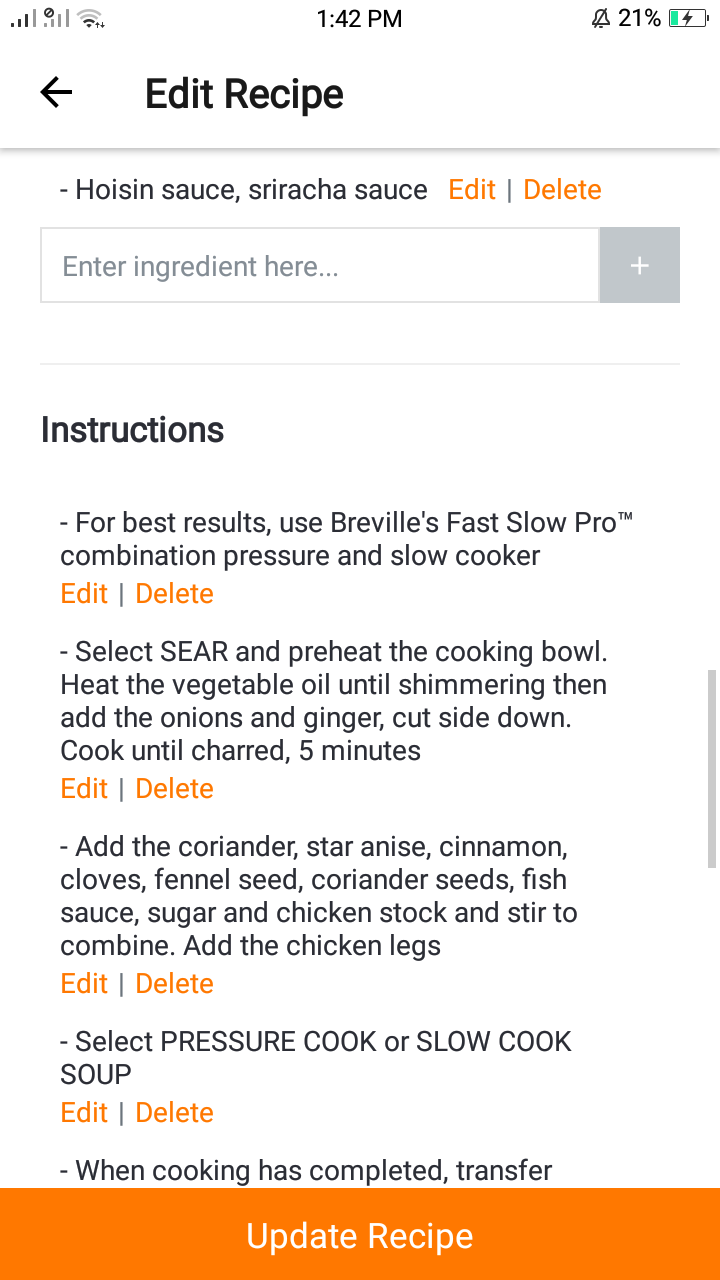 1:42 PM
21%
Edit Recipe
- Hoisin sauce, sriracha sauce Edit | Delete
Enter ingredient here...
+
Instructions
- For best results, use Breville's Fast Slow Pro™
combination pressure and slow cooker
Edit | Delete
- Select SEAR and preheat the cooking bowl.
Heat the vegetable oil until shimmering then
add the onions and ginger, cut side down.
Cook until charred, 5 minutes
Edit | Delete
- Add the coriander, star anise, cinnamon,
cloves, fennel seed, coriander seeds, fish
sauce, sugar and chicken stock and stir to
combine. Add the chicken legs
Edit | Delete
- Select PRESSURE COOK or SLOW COOK
SOUP
Edit | Delete
- When cooking has completed, transfer
Update Recipe